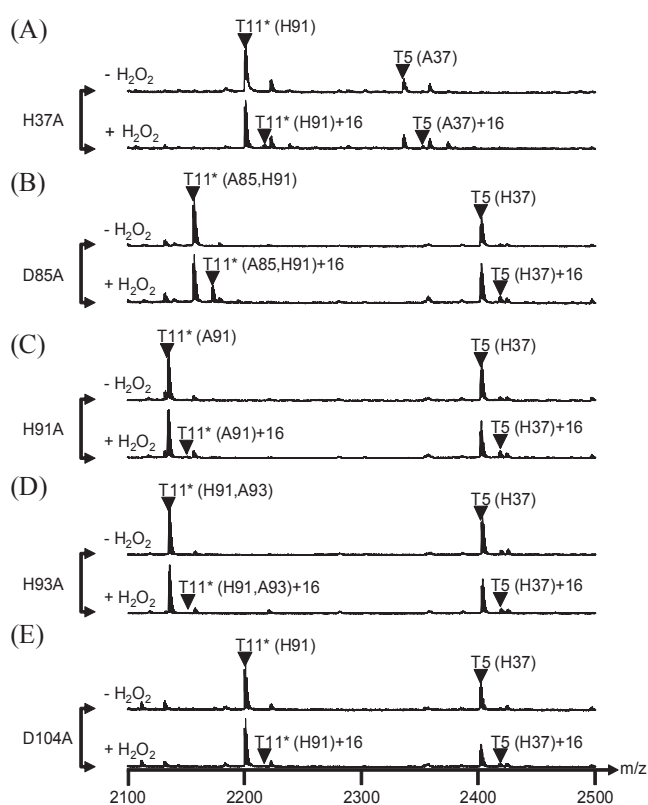 (A)
T11* (H91)
T5 (A37)
- H2O2
H37A
T11* (H91)+16
T5 (A37)+16
+ H2O2
(B)
T11* (A85,H91)
T5 (H37)
- H2O2
T11* (A85,H91)+16
D85A
T5 (H37)+16
+ H2O2
(C)
T11* (A91)
T5 (H37)
- H2O2
H91A
T11* (A91)+16
T5 (H37)+16
+ H2O2
(D)
T11* (H91,A93)
T5 (H37)
- H2O2
H93A
T11* (H91,A93)+16
T5 (H37)+16
+ H2O2
(E)
T11* (H91)
T5 (H37)
- H2O2
D104A
T11* (H91)+16
T5 (H37)+16
+ H2O2
m/z
2100 2200 2300 2400 2500